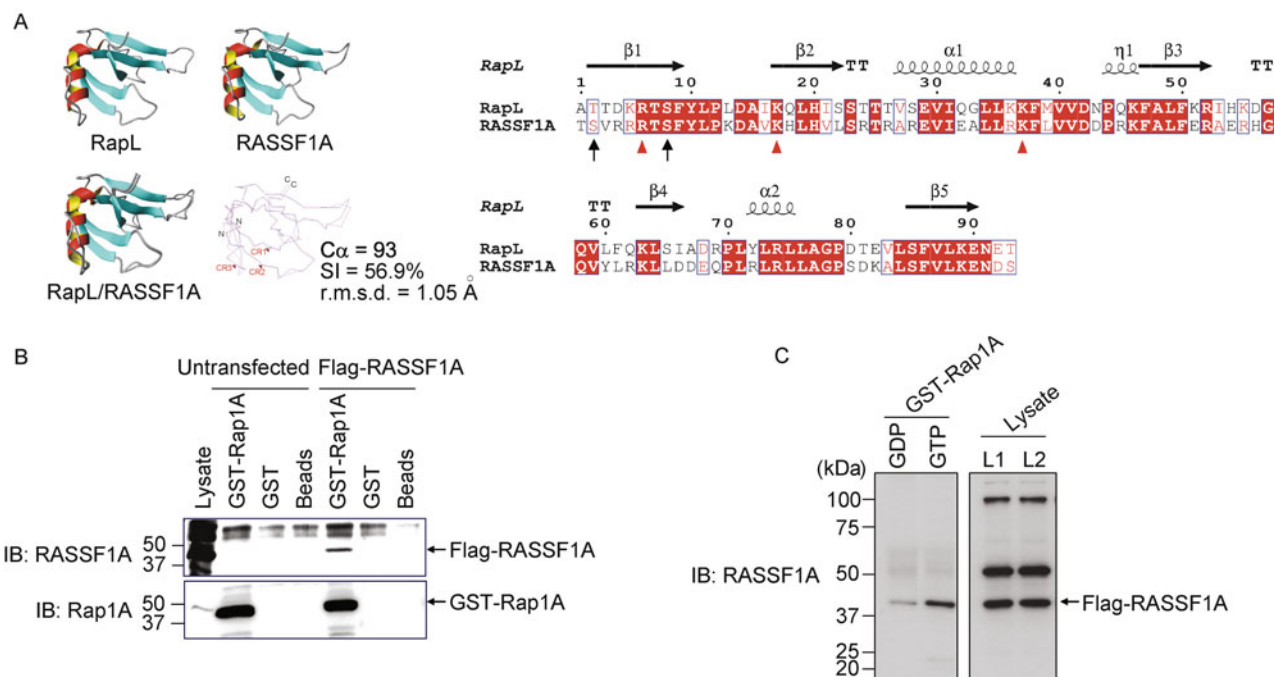 A
RapL
RASSF1A
RapL/RASSF1A
C
C
N
N
CR1
CR2
CR3
Cα = 93
SI = 56.9%
r.m.s.d. = 1.05 Å
β1 β2 TT α1 η1 β3 TT
RapL
1 10 20 30 40 50
RapL ATTDKRTSFYLPLDAIKQLHISSTTTVSEVIQGLLKKFMVVDNPQKFALFKRIHKDG
RASSF1A TSVRRRTSFYLPKDAVKHLHVLSRTRAREVIEALLRKFLVVDDPRKFALFERAERHG
TT β4 α2 β5
RapL
60 70 80 90
RapL QVLFQKLSIADRPLYLRLLAGPDTEVLSFVLKENET
RASSF1A QVYLRKLLDDEQPLRLRLLAGPSDKALSFVLKENDS
B
Untransfected Flag-RASSF1A
Lysate GST-Rap1A GST Beads GST-Rap1A GST Beads
IB: RASSF1A
50
37
Flag-RASSF1A
IB: Rap1A
50
37
GST-Rap1A
C
GST-Rap1A
Lysate
GDP GTP L1 L2
(kDa)
100
75
50
37
25
20
IB: RASSF1A
Flag-RASSF1A